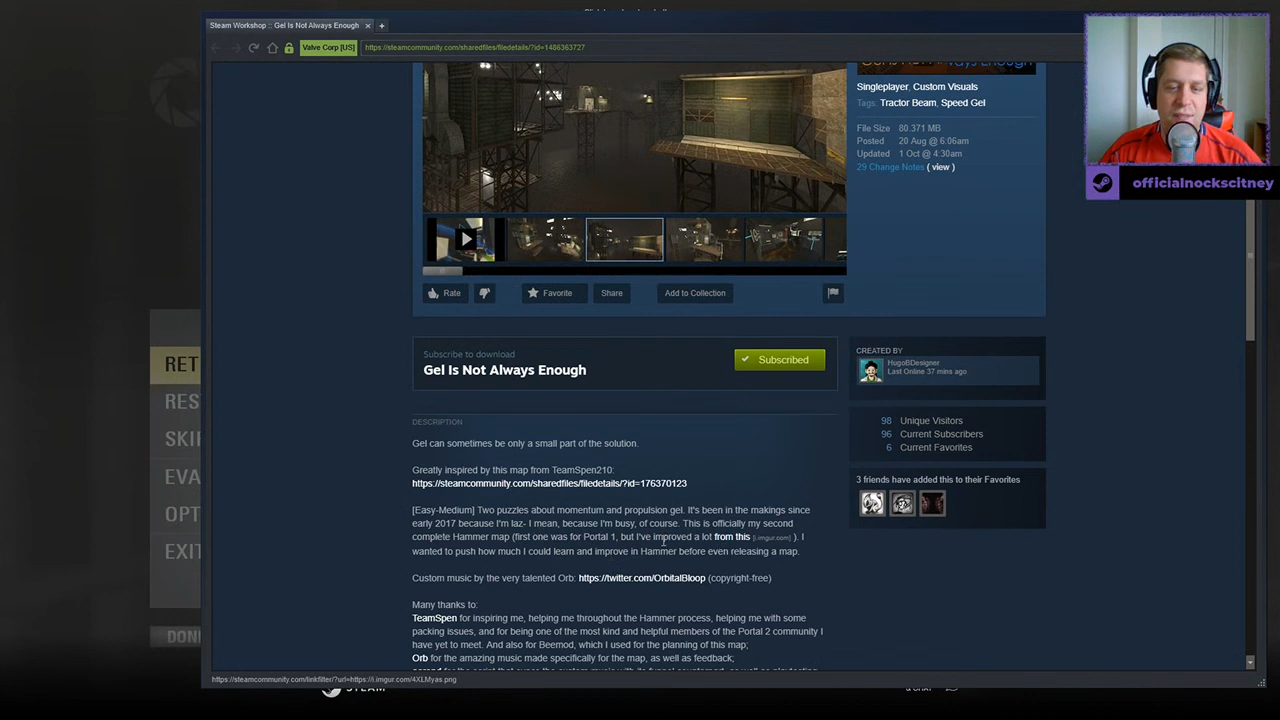 Steam Workshop :: Gel Is Not Always Enough
Valve Corp [US]
https://steamcommunity.com/sharedfiles/filedetails/?id=1486363727
officialnockscitney
Singleplayer, Custom Visuals
Tags: Tractor Beam, Speed Gel
File Size 80.371 MB
Posted 20 Aug @ 6:06am
Updated 1 Oct @ 4:30am
29 Change Notes ( view )
Rate
Favorite
Share
Add to Collection
Subscribe to download
Gel Is Not Always Enough
Subscribed
CREATED BY
HugoBDesigner
Last Online 37 mins ago
98 Unique Visitors
96 Current Subscribers
6 Current Favorites
3 friends have added this to their Favorites
DESCRIPTION
Gel can sometimes be only a small part of the solution.
Greatly inspired by this map from TeamSpen210:
https://steamcommunity.com/sharedfiles/filedetails/?id=176370123
[Easy-Medium] Two puzzles about momentum and propulsion gel. It's been in the makings since
early 2017 because I'm laz- I mean, because I'm busy, of course. This is officially my second
complete Hammer map (first one was for Portal 1, but I've improved a lot from this [i.imgur.com] ). I
wanted to push how much I could learn and improve in Hammer before even releasing a map.
Custom music by the very talented Orb: https://twitter.com/OrbitalBloop (copyright-free)
Many thanks to:
TeamSpen for inspiring me, helping me throughout the Hammer process, helping me with some
packing issues, and for being one of the most kind and helpful members of the Portal 2 community I
have yet to meet. And also for Beemod, which I used for the planning of this map;
Orb for the amazing music made specifically for the map, as well as feedback;
https://steamcommunity.com/linkfilter/?url=https://i.imgur.com/4XLMyas.png
RET
RES
SKI
EVA
OPT
EXIT
DON
STEAM